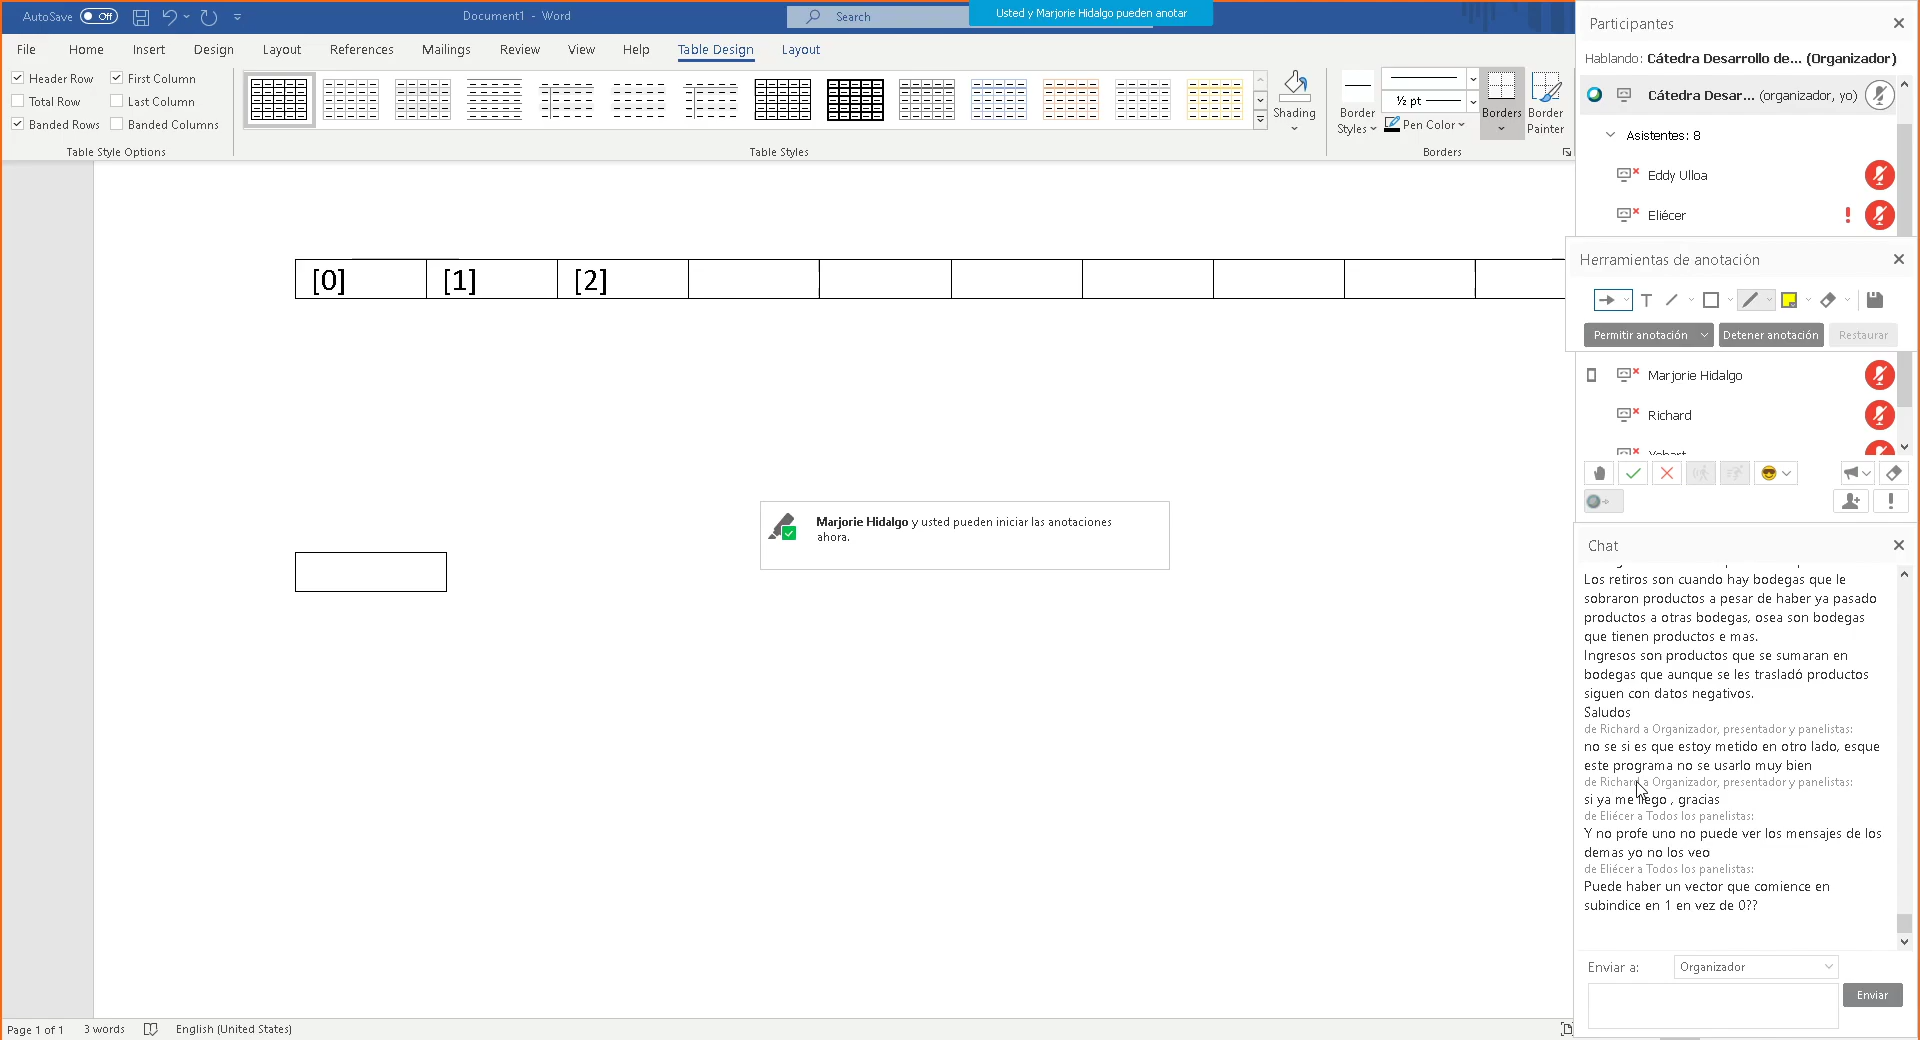 AutoSave Off
Document1 - Word
Search
Usted y Marjorie Hidalgo pueden anotar
File Home Insert Design Layout References Mailings Review View Help Table Design Layout
Header Row First Column
Total Row Last Column
Banded Rows Banded Columns
Table Style Options
Table Styles
Shading
Border Styles
½ pt
Pen Color
Borders
Border Painter
Borders
[0] [1] [2]
Marjorie Hidalgo y usted pueden iniciar las anotaciones
ahora.
Page 1 of 1 3 words English (United States)
Participantes
Hablando: Cátedra Desarrollo de... (Organizador)
Cátedra Desar... (organizador, yo)
Asistentes: 8
Eddy Ulloa
Eliécer
Herramientas de anotación
T
Permitir anotación Detener anotación Restaurar
Marjorie Hidalgo
Richard
Chat
Los retiros son cuando hay bodegas que le
sobraron productos a pesar de haber ya pasado
productos a otras bodegas, osea son bodegas
que tienen productos e mas.
Ingresos son productos que se sumaran en
bodegas que aunque se les trasladó productos
siguen con datos negativos.
Saludos
de Richard a Organizador, presentador y panelistas:
no se si es que estoy metido en otro lado, esque
este programa no se usarlo muy bien
de Richard a Organizador, presentador y panelistas:
si ya me llego , gracias
de Eliécer a Todos los panelistas:
Y no profe uno no puede ver los mensajes de los
demas yo no los veo
de Eliécer a Todos los panelistas:
Puede haber un vector que comience en
subindice en 1 en vez de 0??
Enviar a: Organizador
Enviar